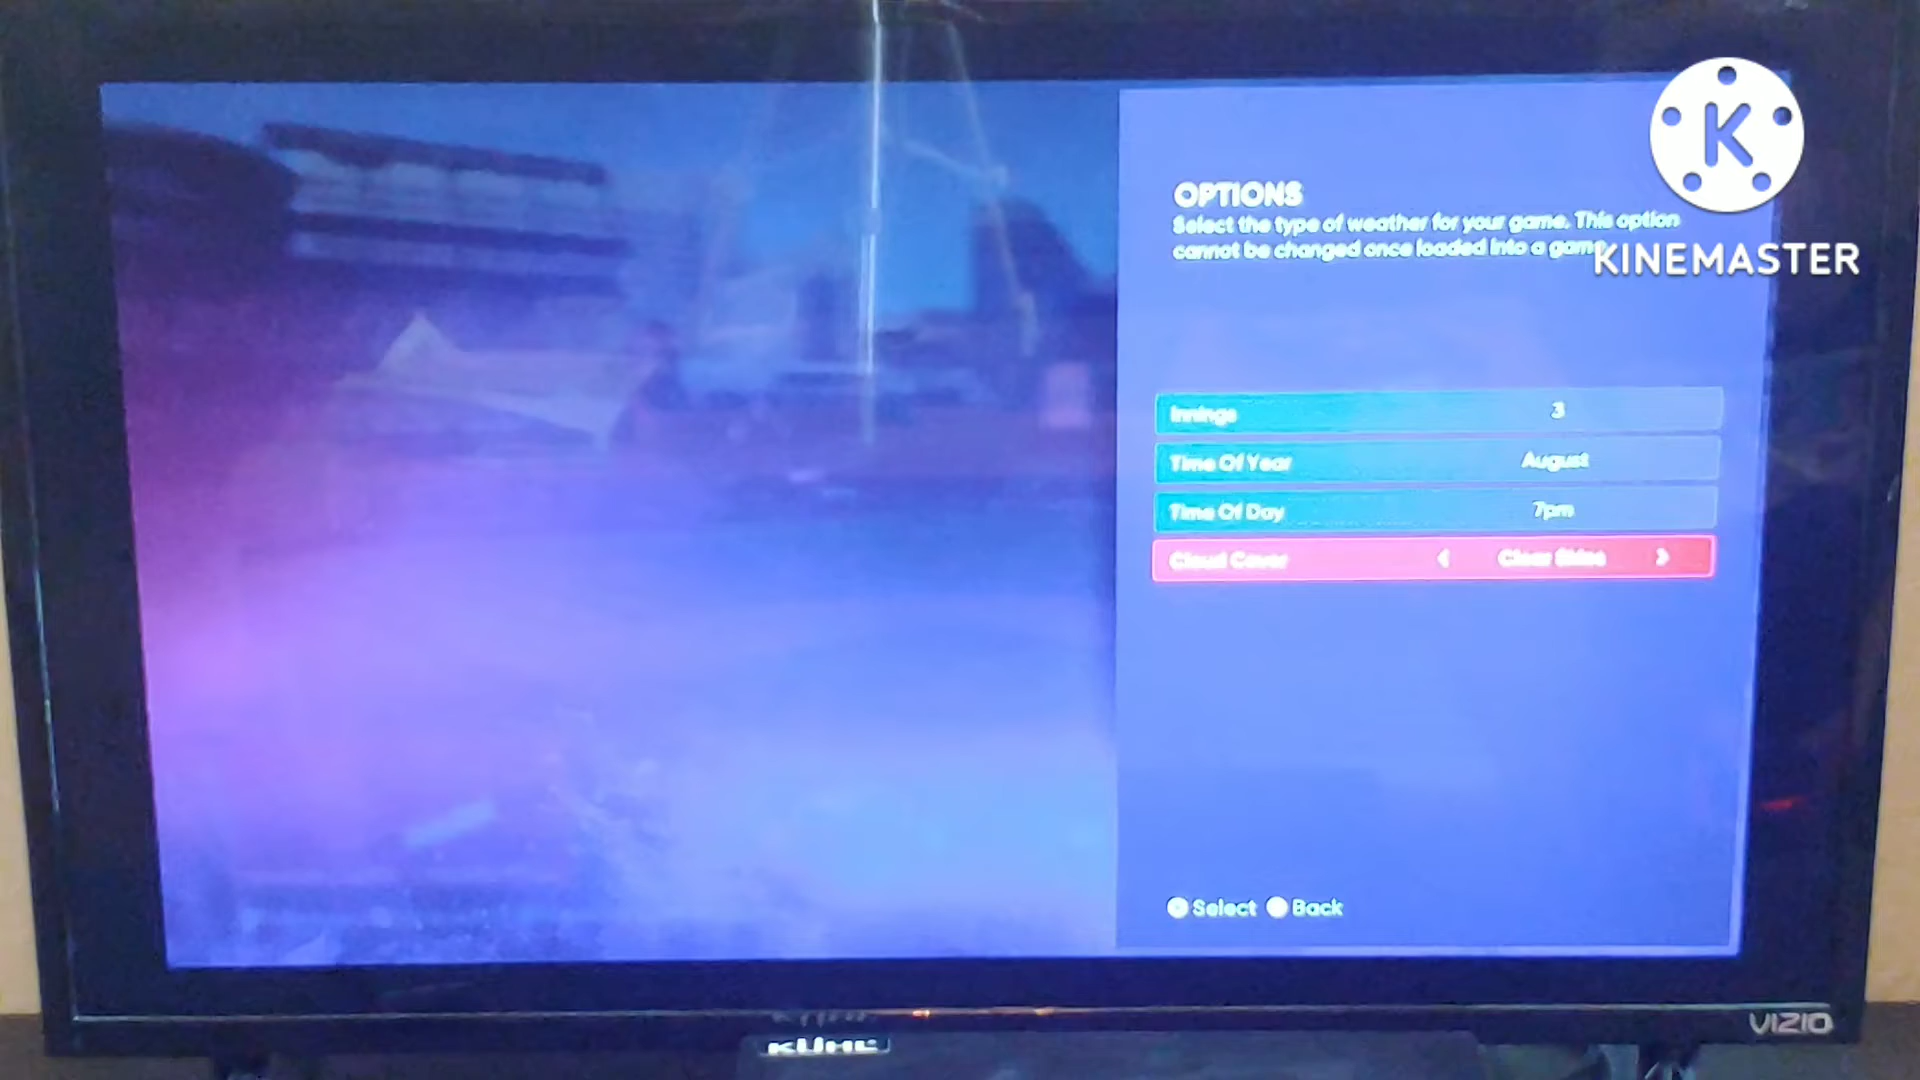 K
OPTIONS
Select the type of weather for your game. This option
cannot be changed once loaded into a game.
KINEMASTER
Innings 3
Time Of Year August
Time Of Day 7pm
Cloud Cover Clear Skies
Select Back
VIZIO